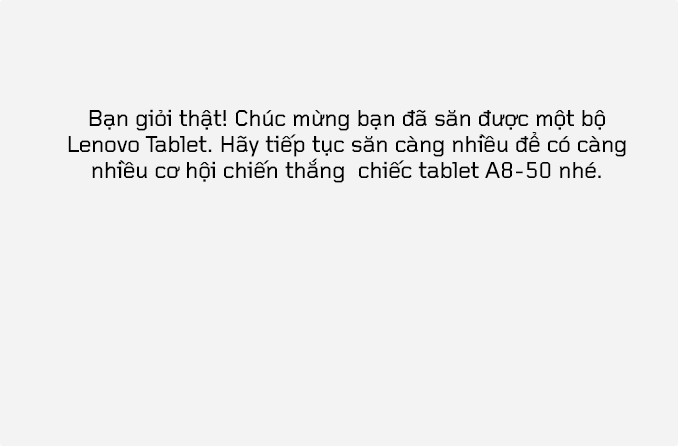 Bạn giỏi thật! Chúc mừng bạn đã săn được một bộ
Lenovo Tablet. Hãy tiếp tục săn càng nhiều để có càng
nhiều cơ hội chiến thắng  chiếc tablet A8-50 nhé.